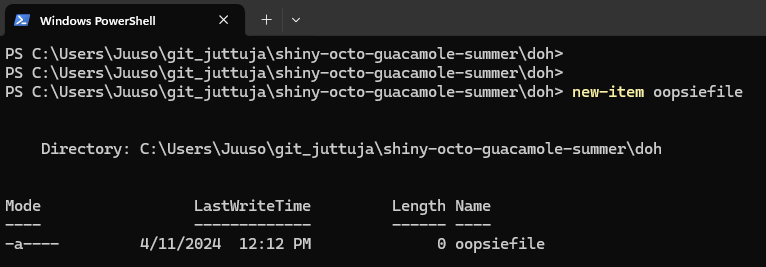 Windows PowerShell
PS C:\Users\Juuso\git_juttuja\shiny-octo-guacamole-summer\doh>
PS C:\Users\Juuso\git_juttuja\shiny-octo-guacamole-summer\doh>
PS C:\Users\Juuso\git_juttuja\shiny-octo-guacamole-summer\doh> new-item oopsiefile
Directory: C:\Users\Juuso\git_juttuja\shiny-octo-guacamole-summer\doh
Mode                 LastWriteTime         Length Name
----                 -------------         ------ ----
-a----         4/11/2024  12:12 PM              0 oopsiefile